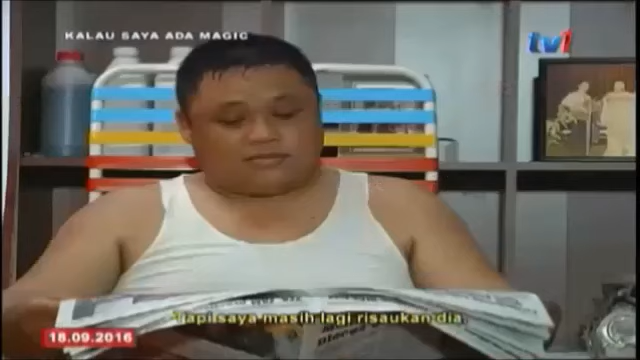 KALAU SAYA ADA MAGIC
tv1
Tapi saya masih lagi risaukan dia
18.09.2016